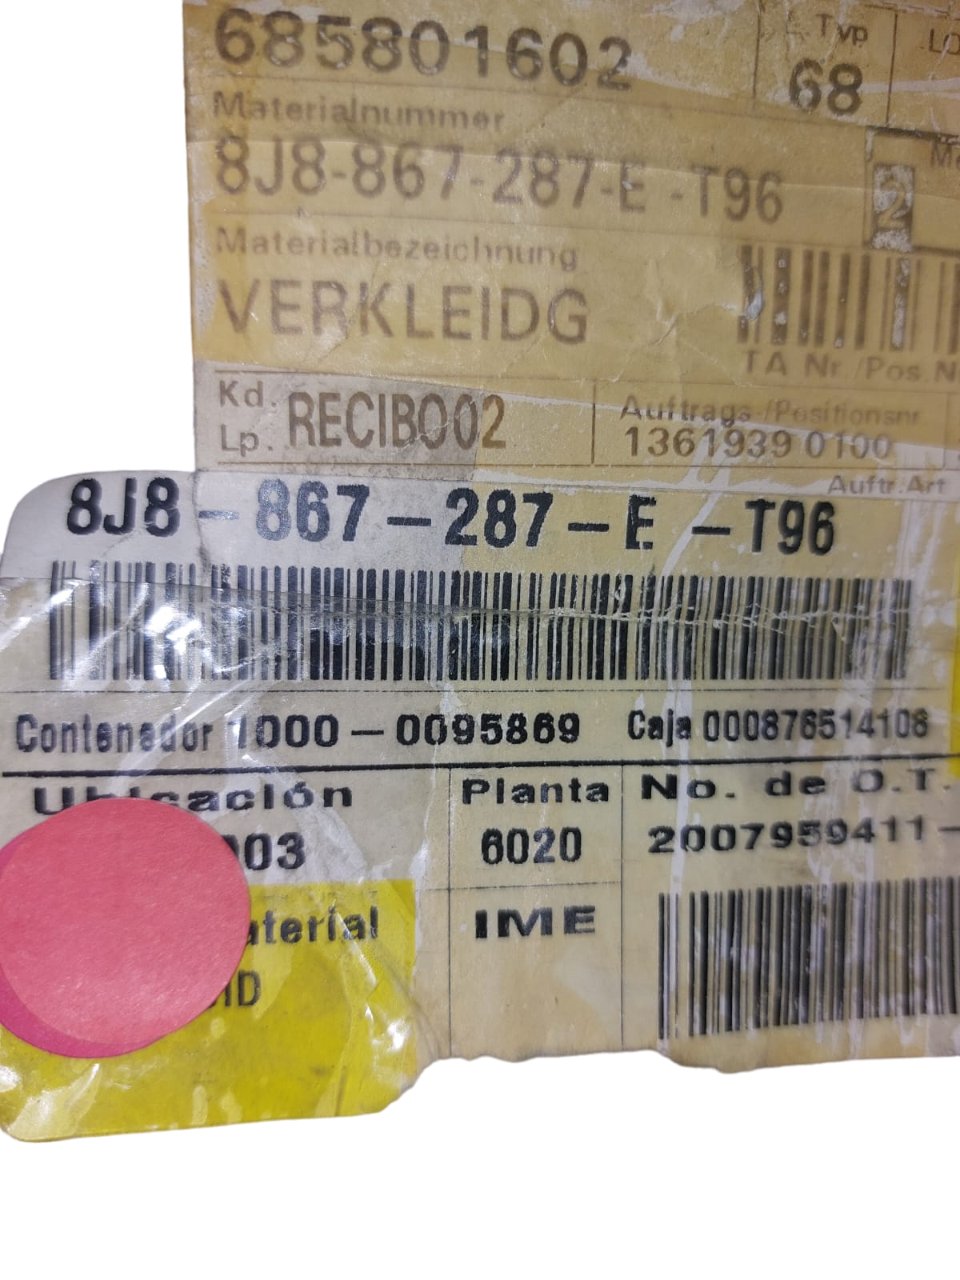 685801602 Typ 68
Materialnummer
8J8-867-287-E -T96 2
Materialbezeichnung
VERKLEIDG
TA Nr./Pos.N
Kd. Lp. RECIBO02 Auftrags-/Positionsnr
1361939 0100
Auftr.Art
8J8 - 867 - 287 - E - T96
Contenedor 1000 - 0095869 Caja 000876514108
Ubicación Planta No. de O.T.
003 6020 2007959411-
aterial IME